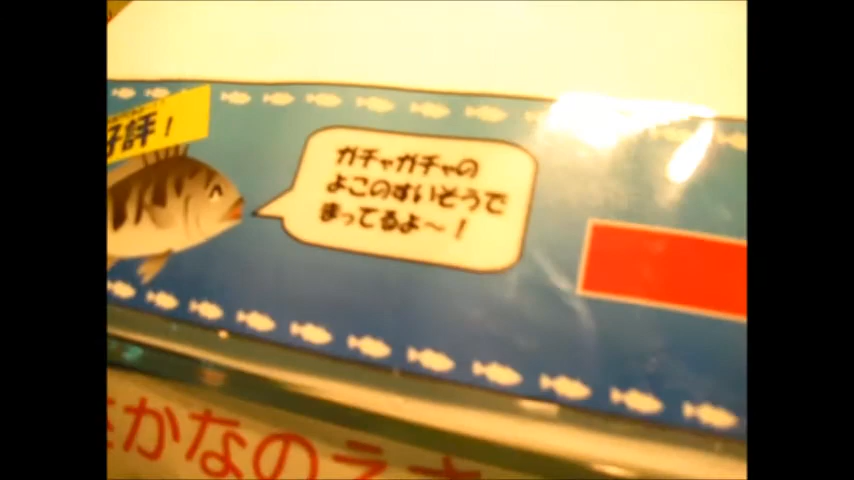 好評！
ガチャガチャの
よこのすいそうで
まってるよ～！
かなのえさ